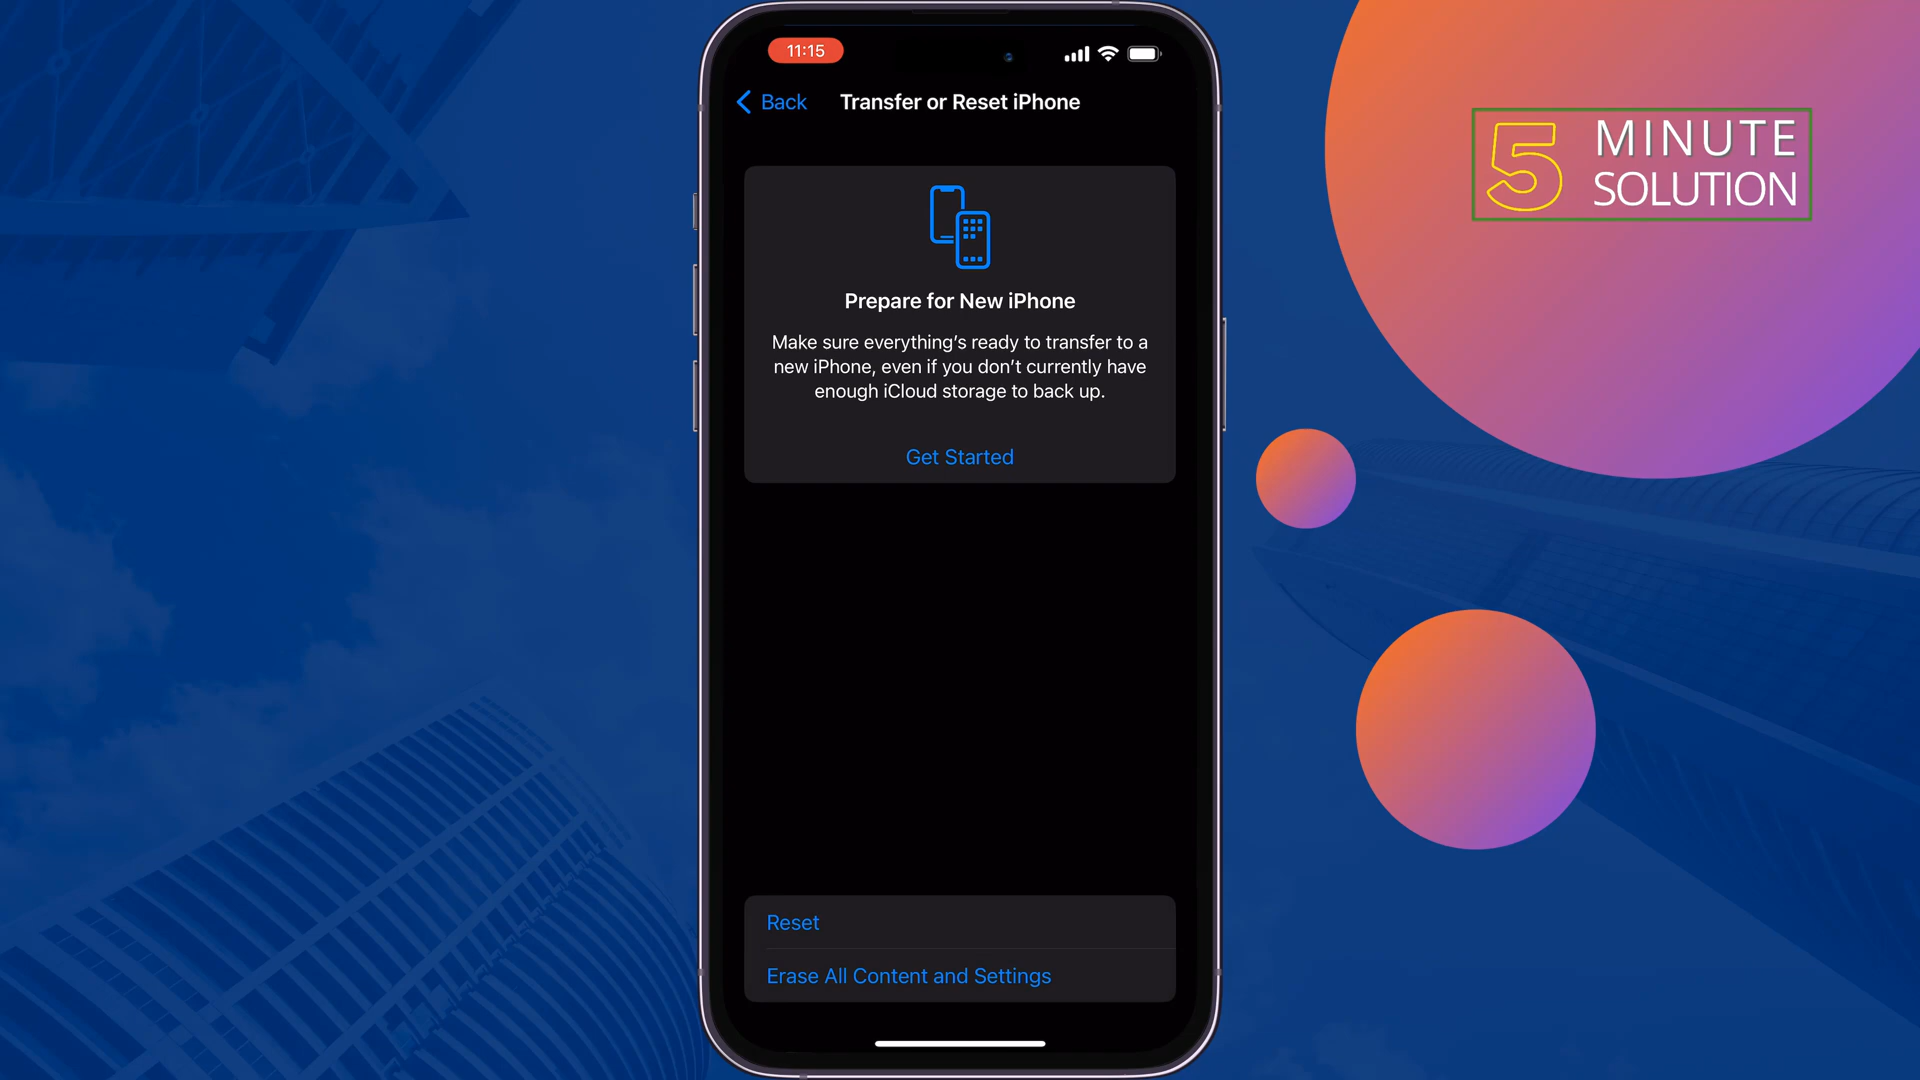 11:15
Back
Transfer or Reset iPhone
5 MINUTE
SOLUTION
Prepare for New iPhone
Make sure everything's ready to transfer to a
new iPhone, even if you don't currently have
enough iCloud storage to back up.
Get Started
Reset
Erase All Content and Settings